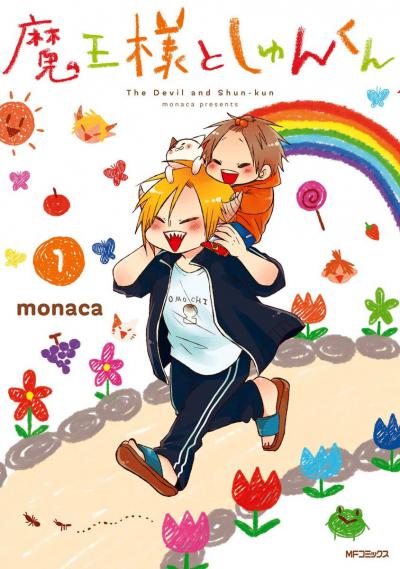 魔王様としゅんくん
The Devil and Shun-kun
monaca presents
1
monaca
OMOCHI
MFコミックス